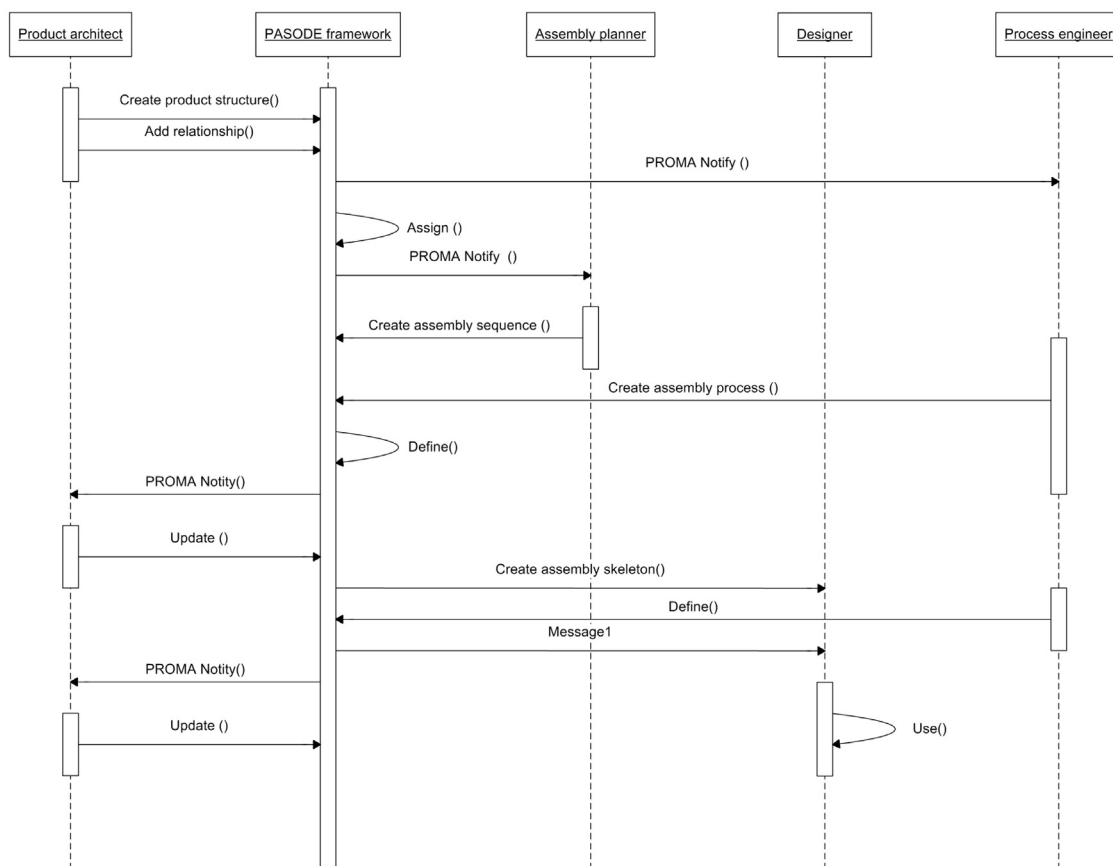 Product architect
PASODE framework
Assembly planner
Designer
Process engineer
Create product structure()
Add relationship()
PROMA Notify ()
Assign ()
PROMA Notify  ()
Create assembly sequence ()
Create assembly process ()
Define()
PROMA Notity()
Update ()
Create assembly skeleton()
Define()
Message1
PROMA Notity()
Update ()
Use()